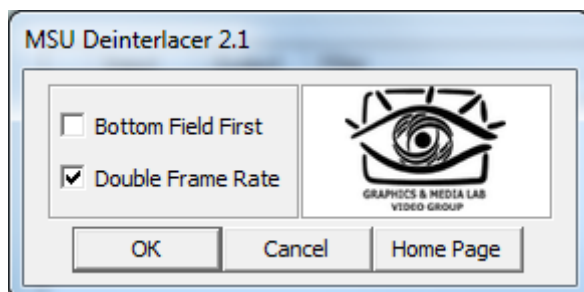 MSU Deinterlacer 2.1
Bottom Field First
Double Frame Rate
GRAPHICS & MEDIA LAB
VIDEO GROUP
OK
Cancel
Home Page